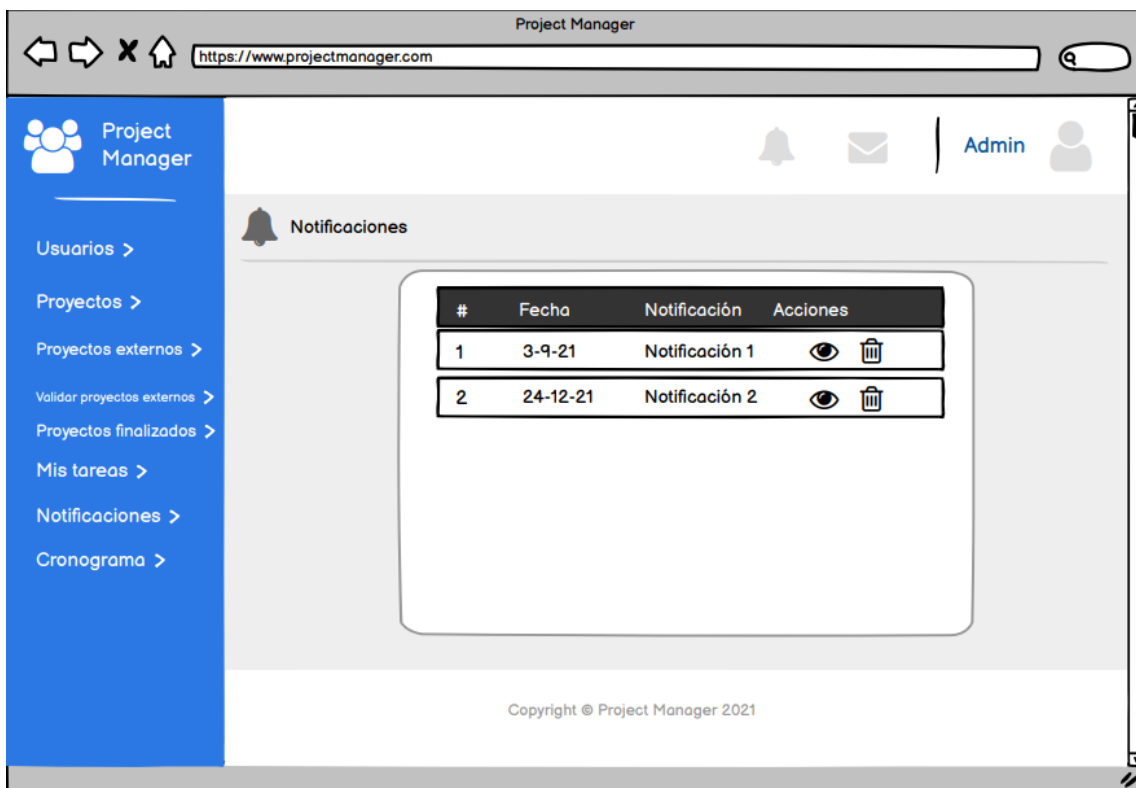 Project Manager
https://www.projectmanager.com
Project
Manager
Admin
Usuarios >
Proyectos >
Proyectos externos >
Validar proyectos externos >
Proyectos finalizados >
Mis tareas >
Notificaciones >
Cronograma >
Notificaciones
# Fecha Notificación Acciones
1 3-9-21 Notificación 1
2 24-12-21 Notificación 2
Copyright © Project Manager 2021